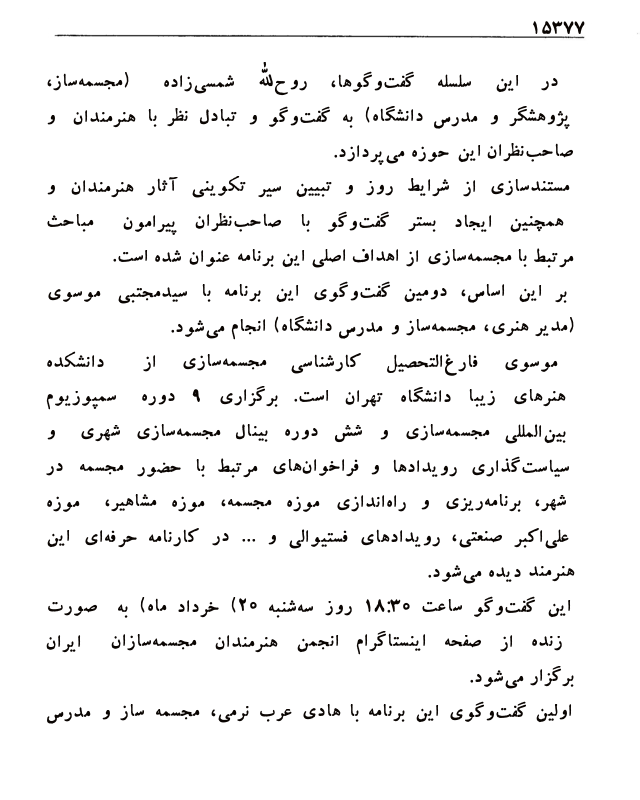 ۱۵۳۷۷
در این سلسله گفت‌وگوها، روح‌الله شمسی‌زاده (مجسمه‌ساز،
پژوهشگر و مدرس دانشگاه) به گفت‌وگو و تبادل نظر با هنرمندان و
صاحب‌نظران این حوزه می‌پردازد.
مستندسازی از شرایط روز و تبیین سیر تکوینی آثار هنرمندان و
همچنین ایجاد بستر گفت‌وگو با صاحب‌نظران پیرامون مباحث
مرتبط با مجسمه‌سازی از اهداف اصلی این برنامه عنوان شده است.
بر این اساس، دومین گفت‌وگوی این برنامه با سیدمجتبی موسوی
(مدیر هنری، مجسمه‌ساز و مدرس دانشگاه) انجام می‌شود.
موسوی فارغ‌التحصیل کارشناسی مجسمه‌سازی از دانشکده
هنرهای زیبا دانشگاه تهران است. برگزاری ۹ دوره سمپوزیوم
بین‌المللی مجسمه‌سازی و شش دوره بینال مجسمه‌سازی شهری و
سیاست‌گذاری رویدادها و فراخوان‌های مرتبط با حضور مجسمه در
شهر، برنامه‌ریزی و راه‌اندازی موزه مجسمه، موزه مشاهیر، موزه
علی‌اکبر صنعتی، رویدادهای فستیوالی و ... در کارنامه حرفه‌ای این
هنرمند دیده می‌شود.
این گفت‌وگو ساعت ۱۸:۳۰ روز سه‌شنبه ۲۰) خرداد ماه) به صورت
زنده از صفحه اینستاگرام انجمن هنرمندان مجسمه‌سازان ایران
برگزار می‌شود.
اولین گفت‌وگوی این برنامه با هادی عرب نرمی، مجسمه ساز و مدرس